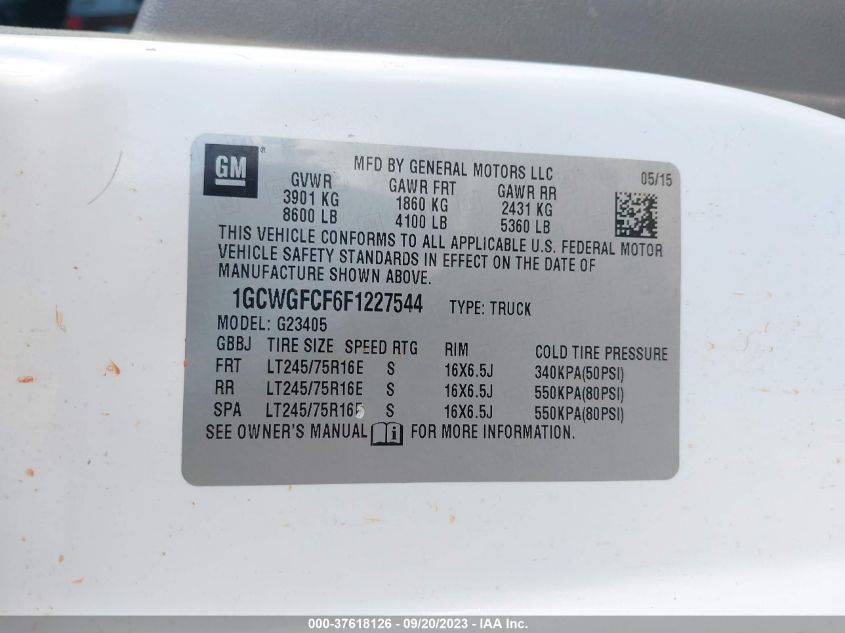 GM ®
MFD BY GENERAL MOTORS LLC 05/15
GVWR GAWR FRT GAWR RR
3901 KG 1860 KG 2431 KG
8600 LB 4100 LB 5360 LB
THIS VEHICLE CONFORMS TO ALL APPLICABLE U.S. FEDERAL MOTOR
VEHICLE SAFETY STANDARDS IN EFFECT ON THE DATE OF
MANUFACTURE SHOWN ABOVE.
1GCWGFCF6F1227544 TYPE: TRUCK
MODEL: G23405
GBBJ TIRE SIZE SPEED RTG RIM COLD TIRE PRESSURE
FRT LT245/75R16E S 16X6.5J 340KPA(50PSI)
RR LT245/75R16E S 16X6.5J 550KPA(80PSI)
SPA LT245/75R16E S 16X6.5J 550KPA(80PSI)
SEE OWNER'S MANUAL i FOR MORE INFORMATION.
000-37618126 - 09/20/2023 - IAA Inc.